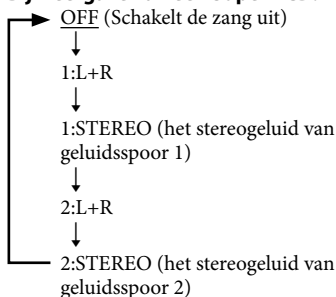 OFF (Schakelt de zang uit)
1:L+R
1:STEREO (het stereogeluid van
geluidsspoor 1)
2:L+R
2:STEREO (het stereogeluid van
geluidsspoor 2)